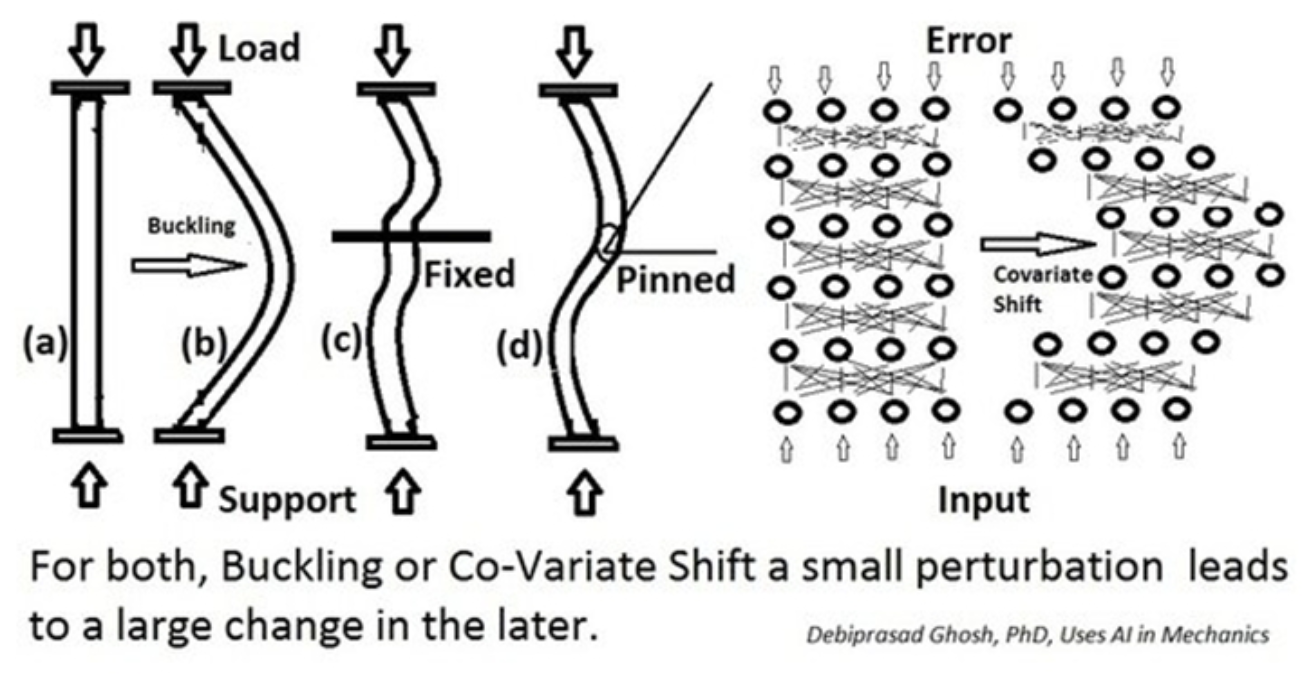 Load
Error
Buckling
Fixed
Pinned
Covariate
Shift
(a)
(b)
(c)
(d)
Support
Input
For both, Buckling or Co-Variate Shift a small perturbation leads
to a large change in the later.
Debiprasad Ghosh, PhD, Uses AI in Mechanics